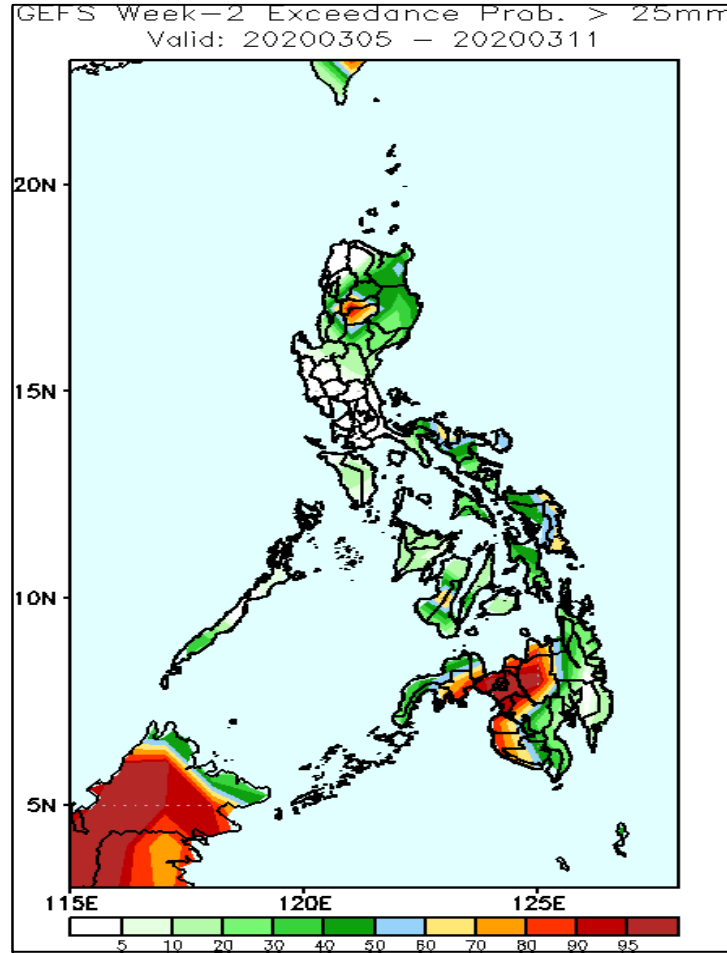 GEFS Week-2 Exceedance Prob. > 25mm
Valid: 20200305 - 20200311
20N
15N
10N
5N
115E 120E 125E
5 10 20 30 40 50 60 70 80 90 95